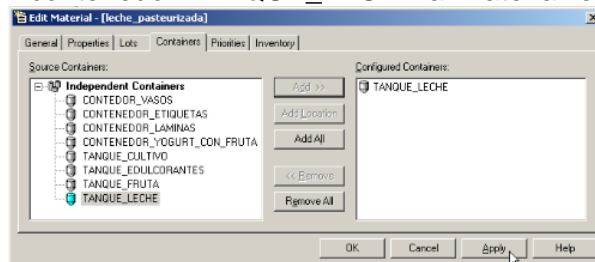 Edit Material - [leche_pasteurizada]
General Properties Lots Containers Priorities Inventory
Source Containers:
Configured Containers:
Independent Containers
CONTEDOR_VASOS
CONTENEDOR_ETIQUETAS
CONTENEDOR_LAMINAS
CONTENEDOR_YOGURT_CON_FRUTA
TANQUE_CULTIVO
TANQUE_EDULCORANTES
TANQUE_FRUTA
TANQUE_LECHE
Add >>
Add Location
Add All
<< Remove
Remove All
TANQUE_LECHE
OK Cancel Apply Help